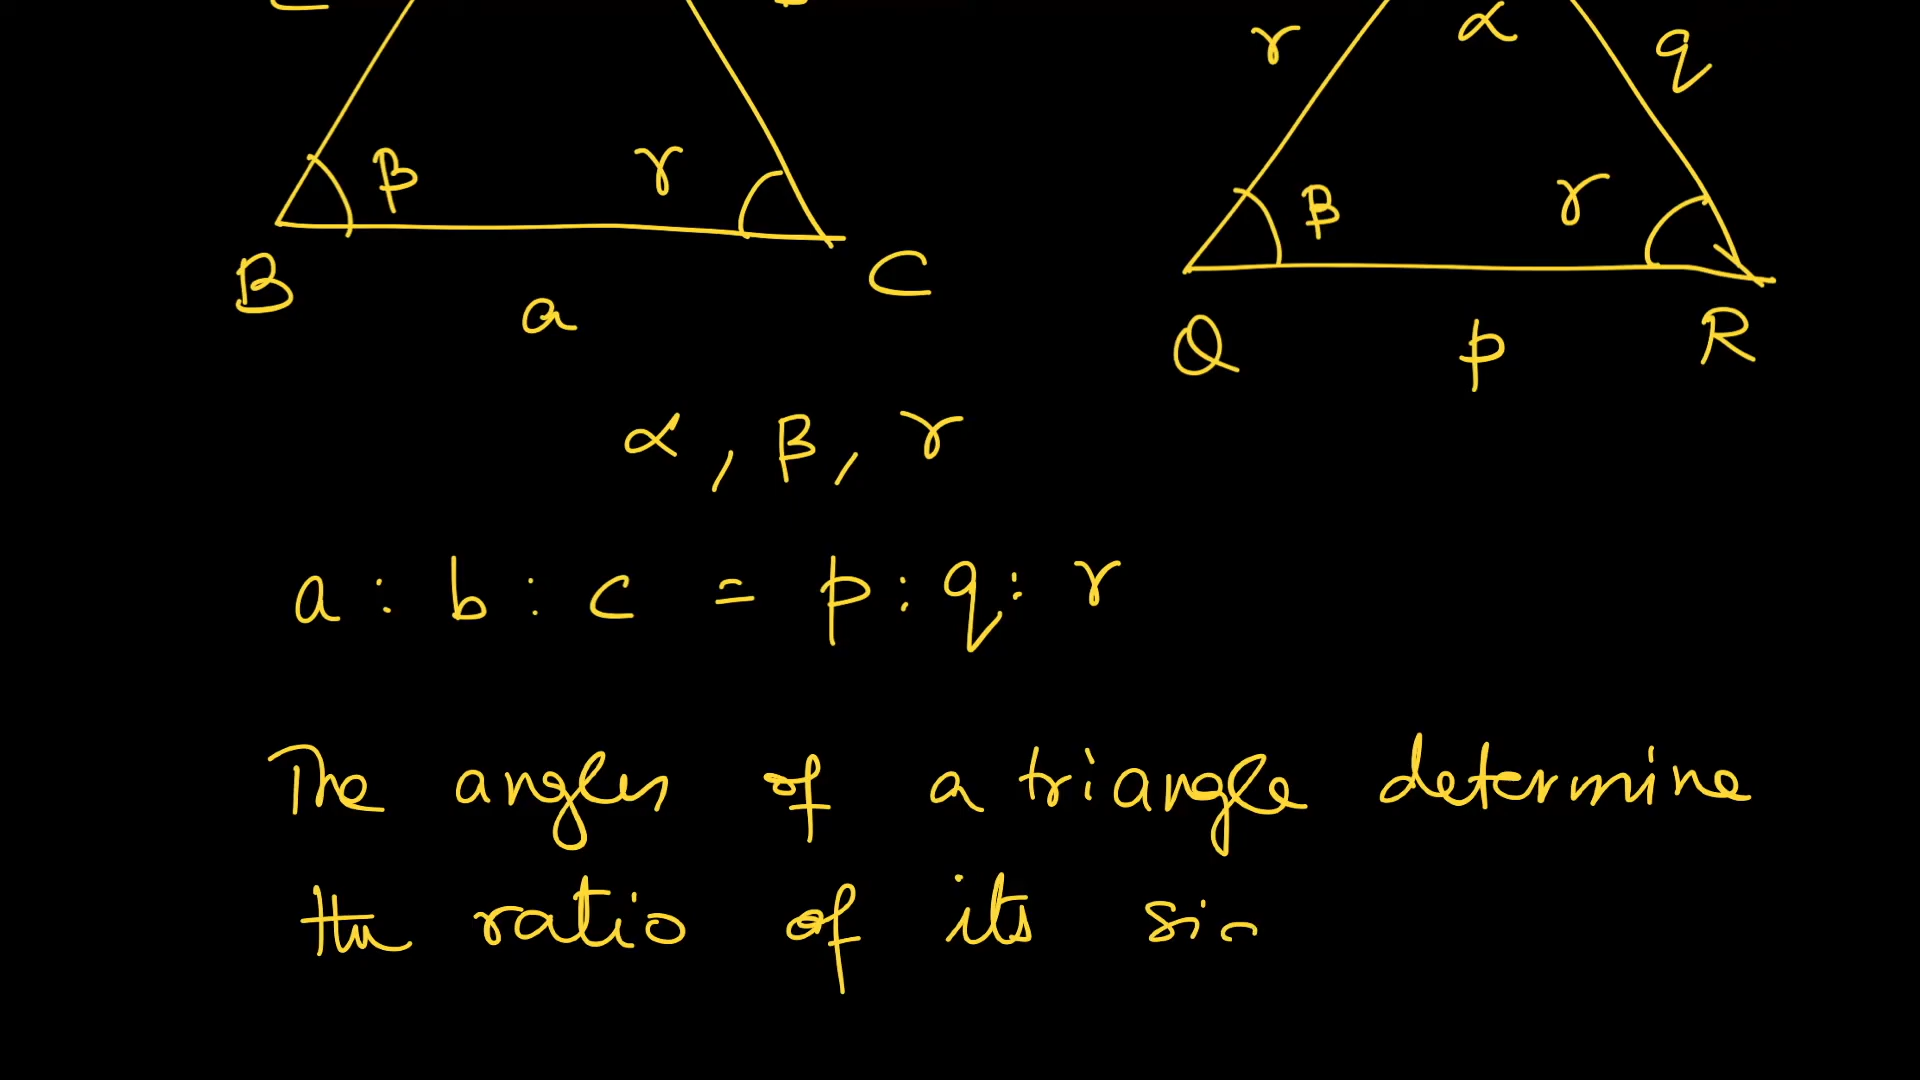 r α q
β γ β γ
B C
a Q p R
α, β, γ
a : b : c = p : q : r
The angles of a triangle determine
the ratio of its